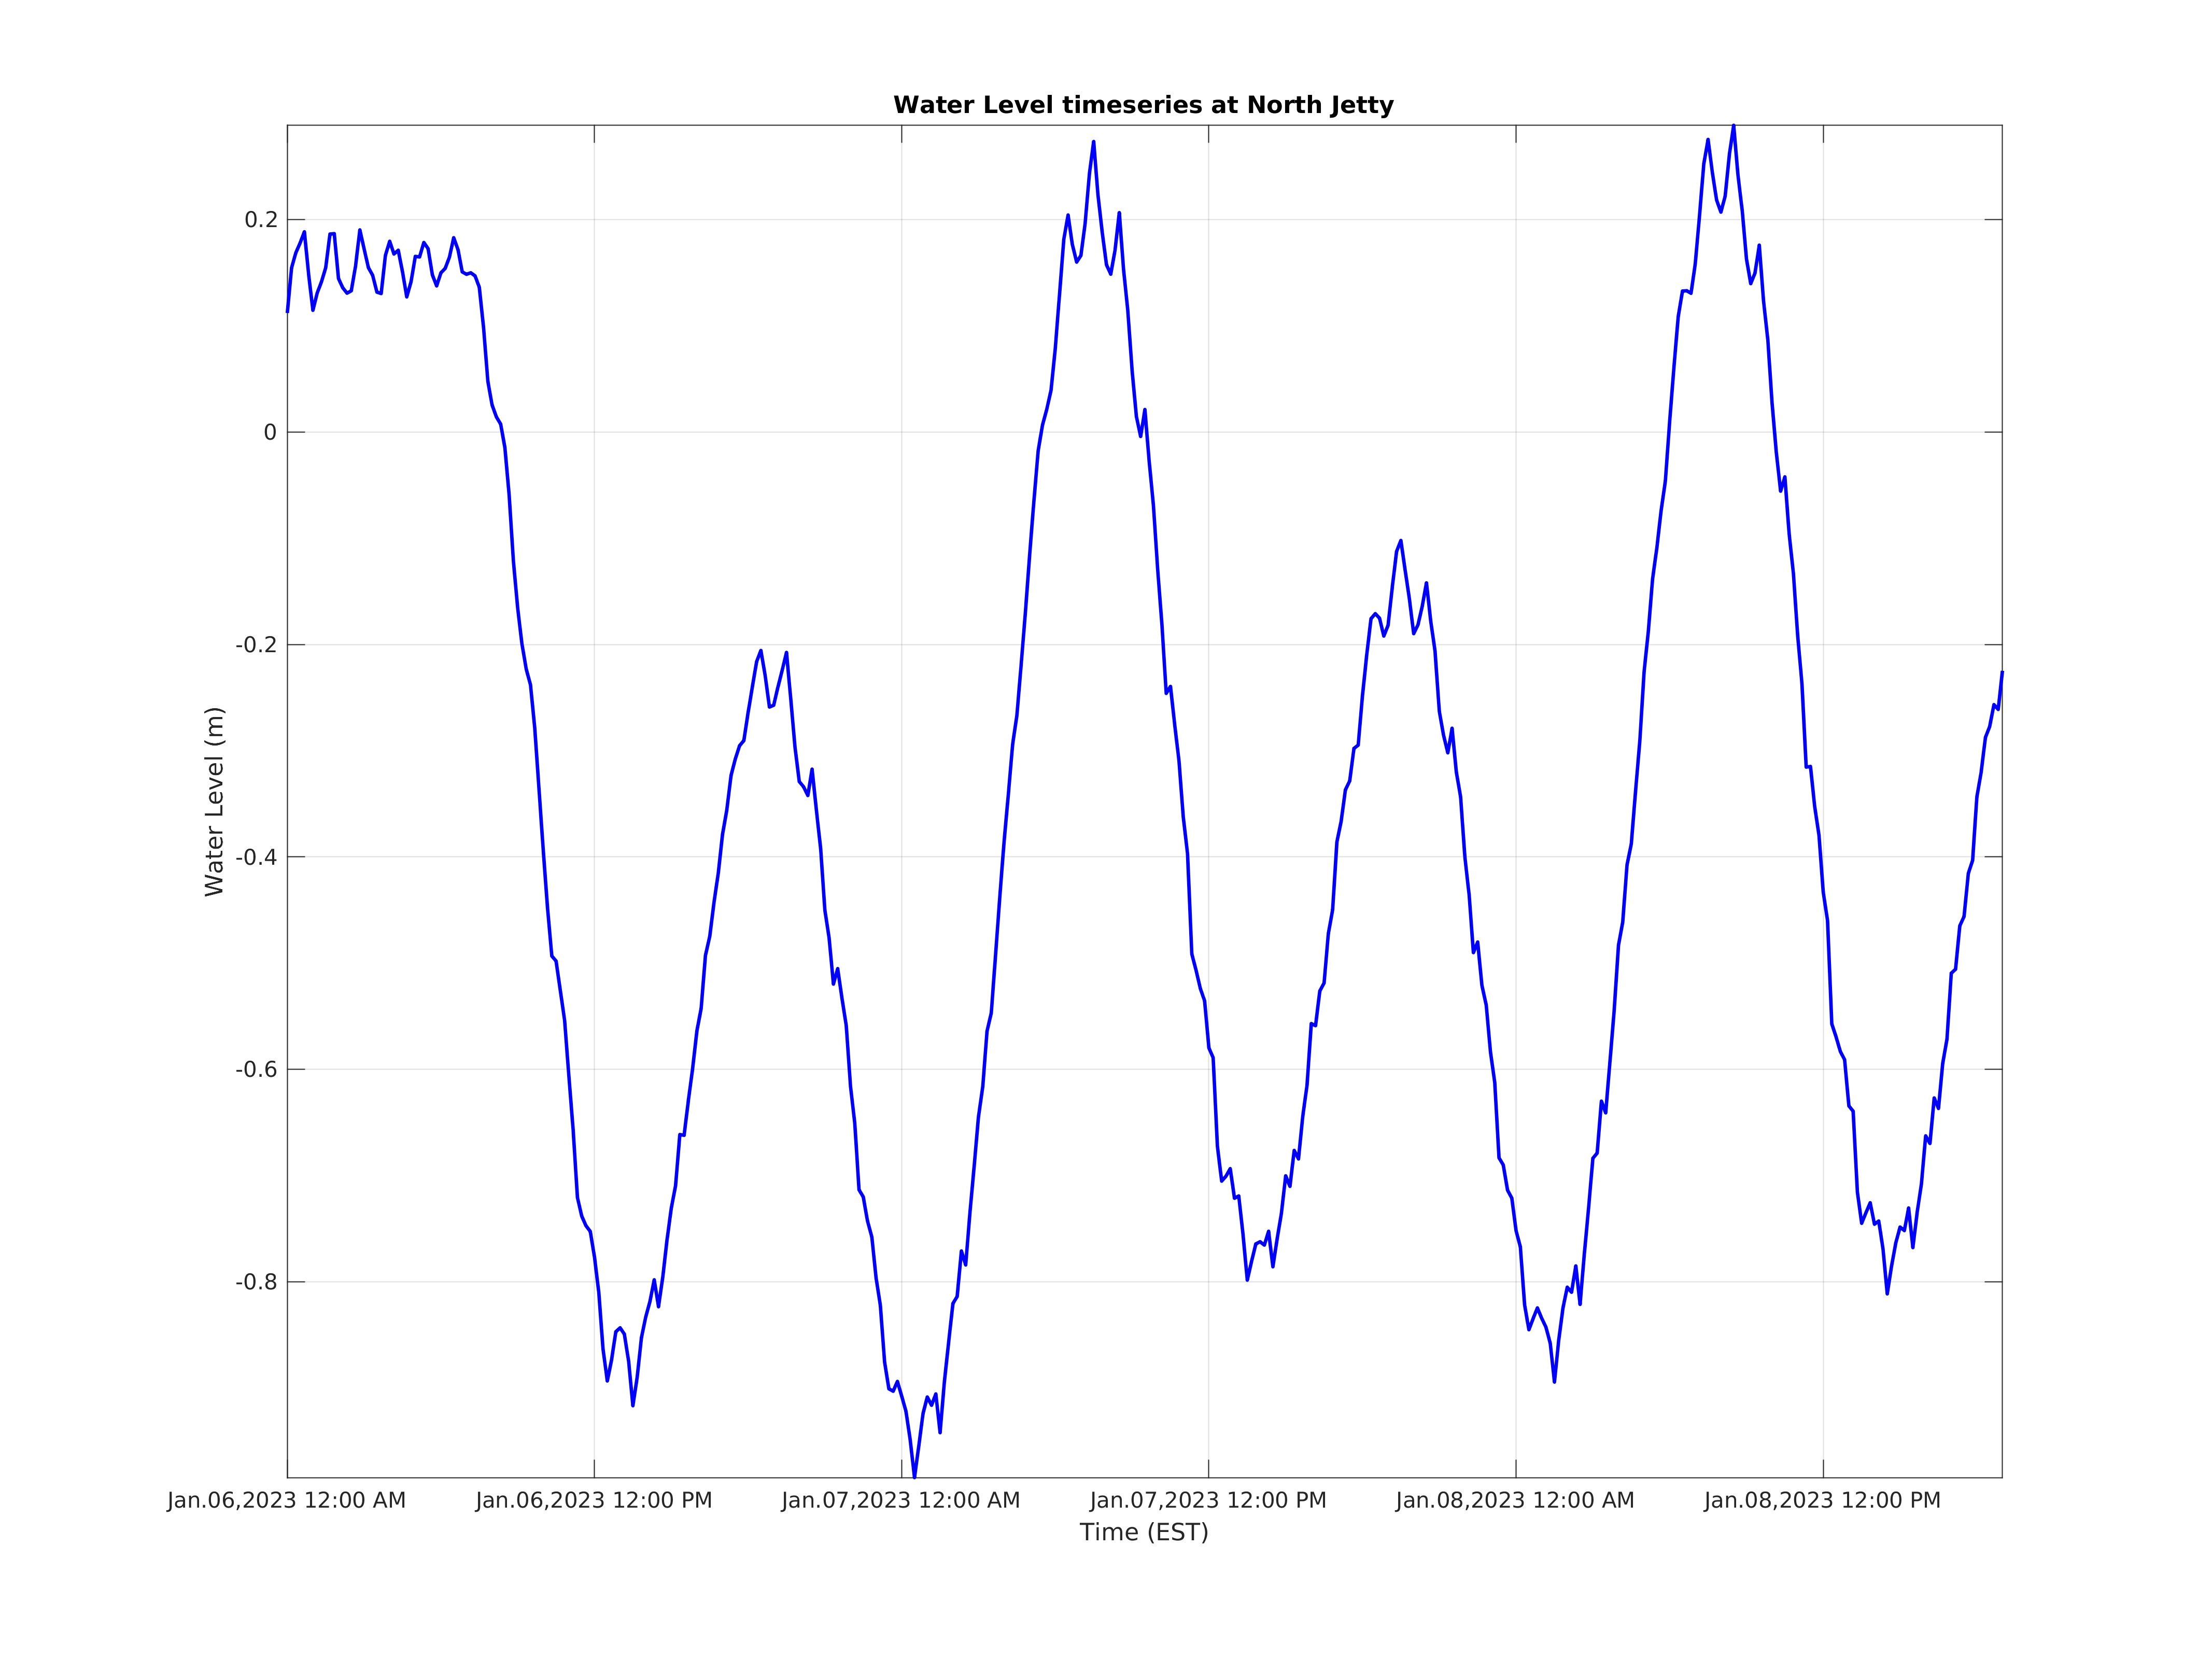 Water Level timeseries at North Jetty
0.2
0
-0.2
-0.4
-0.6
-0.8
Water Level (m)
Jan.06,2023 12:00 AM
Jan.06,2023 12:00 PM
Jan.07,2023 12:00 AM
Jan.07,2023 12:00 PM
Jan.08,2023 12:00 AM
Jan.08,2023 12:00 PM
Time (EST)